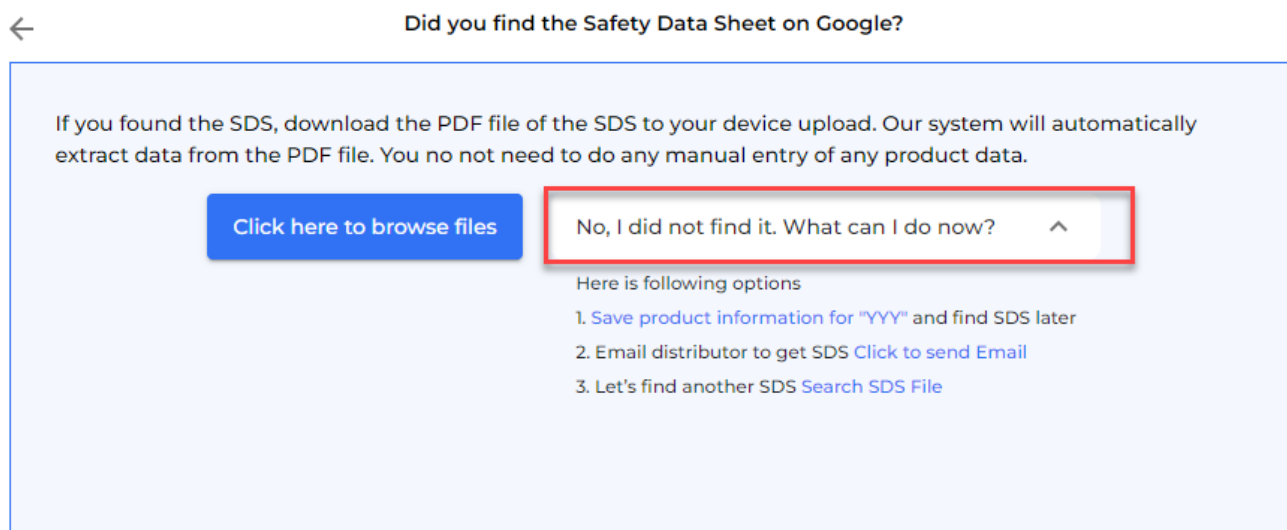 Did you find the Safety Data Sheet on Google?
If you found the SDS, download the PDF file of the SDS to your device upload. Our system will automatically
extract data from the PDF file. You no not need to do any manual entry of any product data.
Click here to browse files
No, I did not find it. What can I do now?
Here is following options
1. Save product information for "YYY" and find SDS later
2. Email distributor to get SDS Click to send Email
3. Let's find another SDS Search SDS File